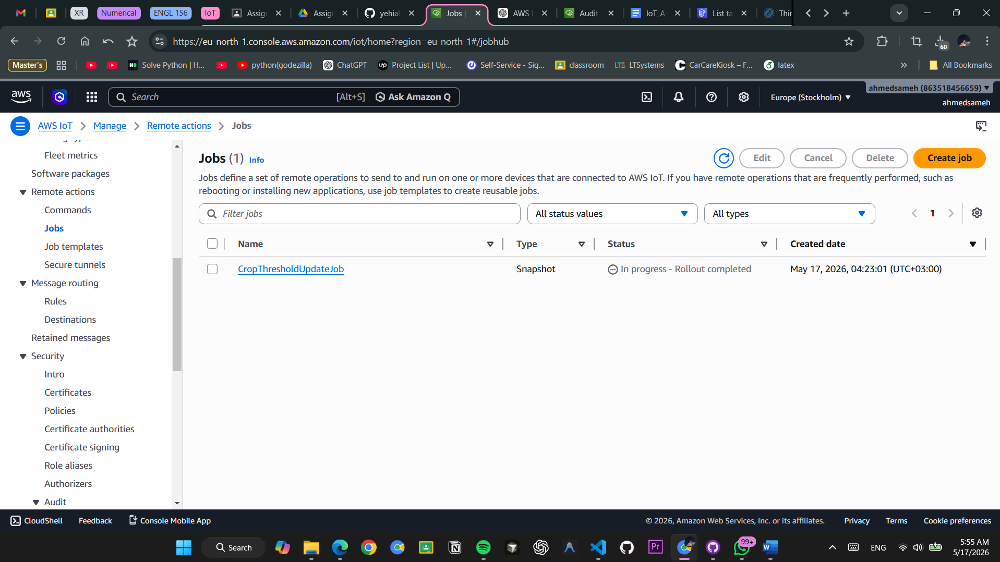 XR
Numerical
ENGL 156
IoT
Assign
Assign
yehia
Jobs |
AWS
Audit
IoT_A
List ta
Thin
https://eu-north-1.console.aws.amazon.com/iot/home?region=eu-north-1#/jobhub
60
Master's
Solve Python | H...
python(godezilla)
ChatGPT
up
Project List | Up...
Self-Service - Sig...
classroom
LTS
LTSystems
CarCareKiosk – F...
latex
All Bookmarks
aws
Search
[Alt+S]
Ask Amazon Q
Europe (Stockholm)
ahmedsameh (863518456659)
ahmedsameh
AWS IoT
Manage
Remote actions
Jobs
Fleet metrics
Software packages
Remote actions
Commands
Jobs
Job templates
Secure tunnels
Message routing
Rules
Destinations
Retained messages
Security
Intro
Certificates
Policies
Certificate authorities
Certificate signing
Role aliases
Authorizers
Audit
Jobs (1) Info
Edit
Cancel
Delete
Create job
Jobs define a set of remote operations to send to and run on one or more devices that are connected to AWS IoT. If you have remote operations that are frequently performed, such as
rebooting or installing new applications, use job templates to create reusable jobs.
Filter jobs
All status values
All types
1
Name
Type
Status
Created date
CropThresholdUpdateJob
Snapshot
In progress - Rollout completed
May 17, 2026, 04:23:01 (UTC+03:00)
CloudShell
Feedback
Console Mobile App
© 2026, Amazon Web Services, Inc. or its affiliates.
Privacy
Terms
Cookie preferences
Search
Pr
99+
W
ENG
5:55 AM
5/17/2026